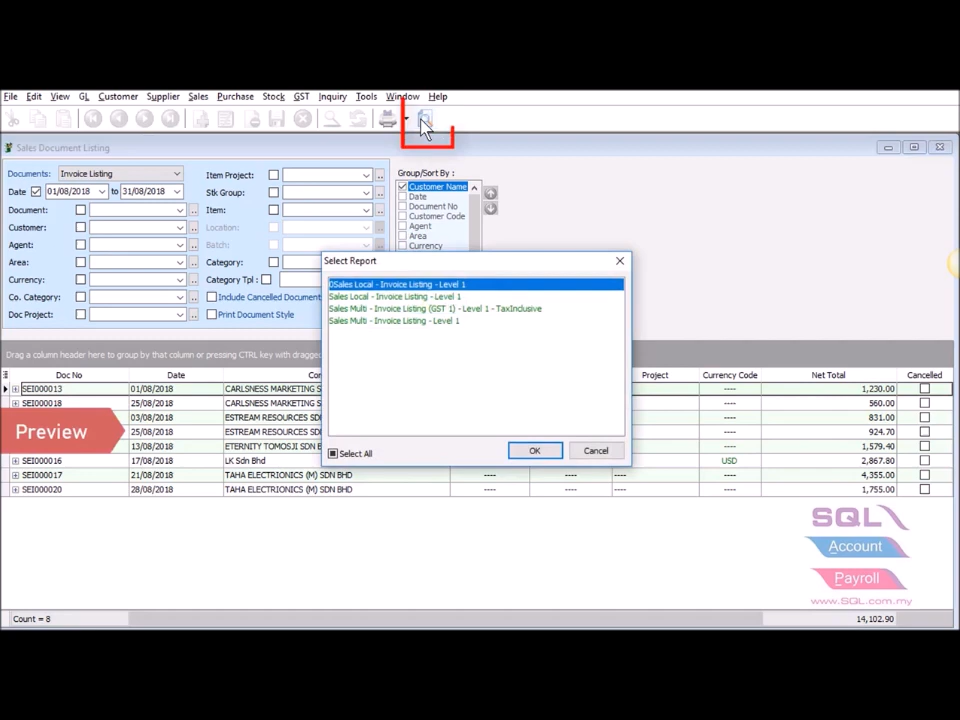 File Edit View GL Customer Supplier Sales Purchase Stock GST Inquiry Tools Window Help
Sales Document Listing
Documents: Invoice Listing
Item Project:
Group/Sort By :
Date 01/08/2018 to 31/08/2018
Stk Group:
Customer Name
Date
Document:
Item:
Document No
Customer Code
Customer:
Location:
Agent
Area
Agent:
Batch:
Currency
Area:
Category:
Currency:
Category Tpl :
Co. Category:
Include Cancelled Document
Doc Project:
Print Document Style
Select Report
0Sales Local - Invoice Listing - Level 1
Sales Local - Invoice Listing - Level 1
Sales Multi - Invoice Listing (GST 1) - Level 1 - TaxInclusive
Sales Multi - Invoice Listing - Level 1
Select All
OK
Cancel
Drag a column header here to group by that column or pressing CTRL key with dragged
Doc No Date Project Currency Code Net Total Cancelled
SEI000013 01/08/2018 CARLSNESS MARKETING S ---- 1,230.00
SEI000018 25/08/2018 CARLSNESS MARKETING S ---- 560.00
03/08/2018 ESTREAM RESOURCES SD ---- 831.00
25/08/2018 ESTREAM RESOURCES SD ---- 924.70
13/08/2018 ETERNITY TOMOSJI SDN B ---- 1,579.40
SEI000016 17/08/2018 LK Sdn Bhd USD 2,867.80
SEI000017 21/08/2018 TAHA ELECTRIONICS (M) SDN BHD ---- ---- ---- ---- 4,355.00
SEI000020 28/08/2018 TAHA ELECTRIONICS (M) SDN BHD ---- ---- ---- ---- 1,755.00
Preview
SQL
Account
Payroll
www.SQL.com.my
Count = 8 14,102.90